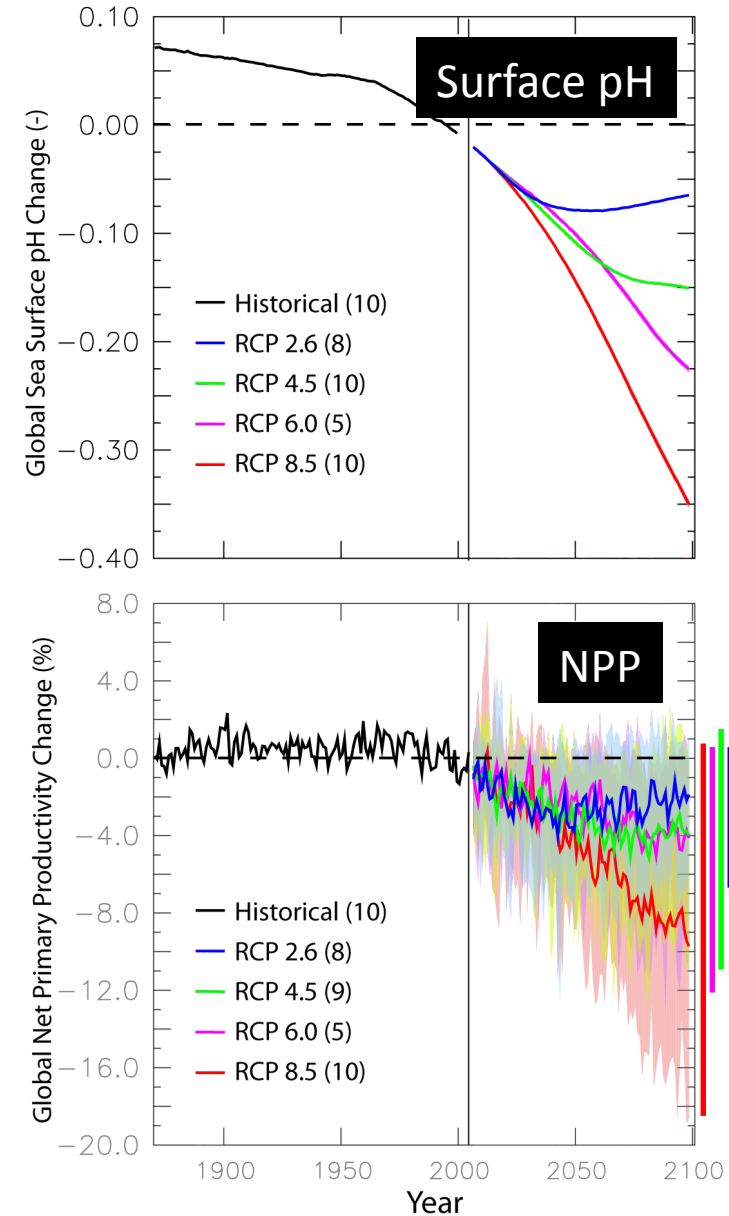 Surface pH
Global Sea Surface pH Change (-)
0.10
0.00
−0.10
−0.20
−0.30
−0.40
Historical (10)
RCP 2.6 (8)
RCP 4.5 (10)
RCP 6.0 (5)
RCP 8.5 (10)
NPP
Global Net Primary Productivity Change (%)
8.0
4.0
0.0
−4.0
−8.0
−12.0
−16.0
−20.0
Historical (10)
RCP 2.6 (8)
RCP 4.5 (9)
RCP 6.0 (5)
RCP 8.5 (10)
1900 1950 2000 2050 2100
Year